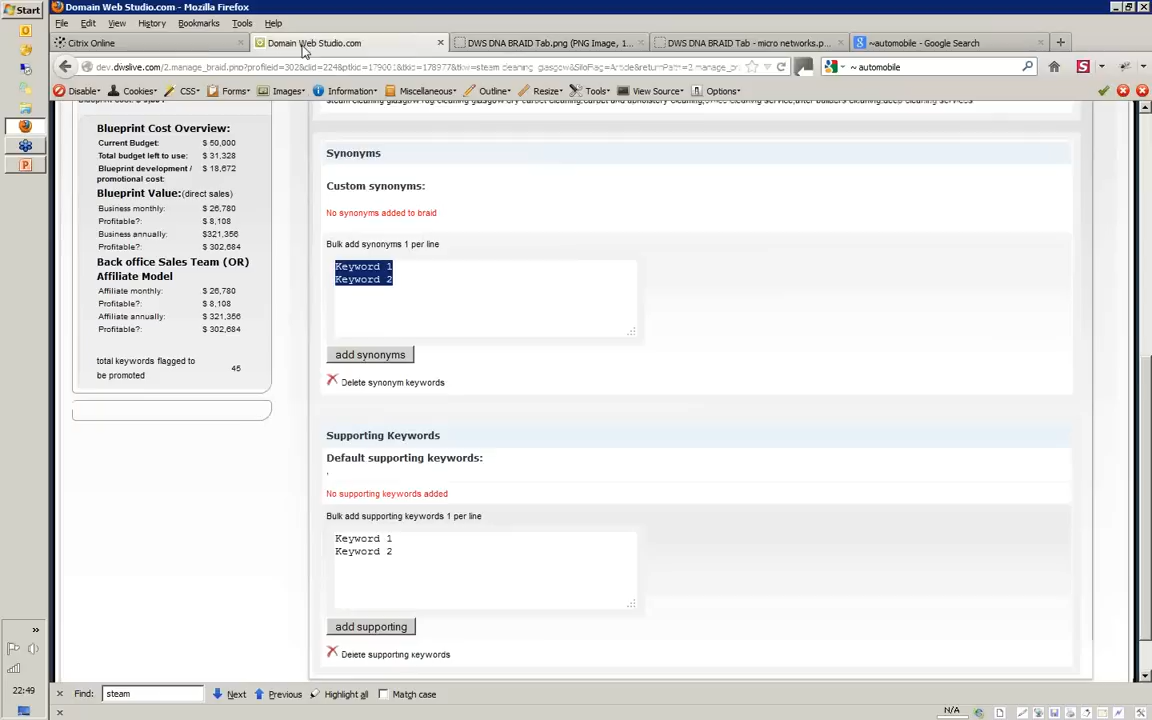 Start
Domain Web Studio.com - Mozilla Firefox
File Edit View History Bookmarks Tools Help
Citrix Online
Domain Web Studio.com
DWS DNA BRAID Tab.png (PNG Image, 1...
DWS DNA BRAID Tab - micro networks.p...
~automobile - Google Search
~automobile
Disable Cookies CSS Forms Images Information Miscellaneous Outline Resize Tools View Source Options
Blueprint Cost Overview:
Current Budget: $ 50,000
Total budget left to use: $ 31,328
Blueprint development / promotional cost: $ 18,672
Blueprint Value:(direct sales)
Business monthly: $ 26,780
Profitable?: $ 8,108
Business annually: $321,356
Profitable?: $ 302,684
Back office Sales Team (OR)
Affiliate Model
Affiliate monthly: $ 26,780
Profitable?: $ 8,108
Affiliate annually: $ 321,356
Profitable?: $ 302,684
total keywords flagged to be promoted 45
Synonyms
Custom synonyms:
No synonyms added to braid
Bulk add synonyms 1 per line
Keyword 1
Keyword 2
add synonyms
Delete synonym keywords
Supporting Keywords
Default supporting keywords:
,
No supporting keywords added
Bulk add supporting keywords 1 per line
Keyword 1
Keyword 2
add supporting
Delete supporting keywords
22:49
Find: steam Next Previous Highlight all Match case
N/A